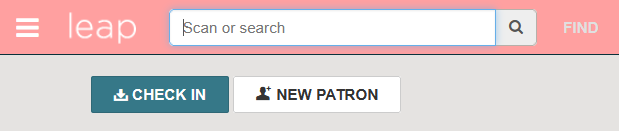 leap Scan or search FIND
CHECK IN NEW PATRON